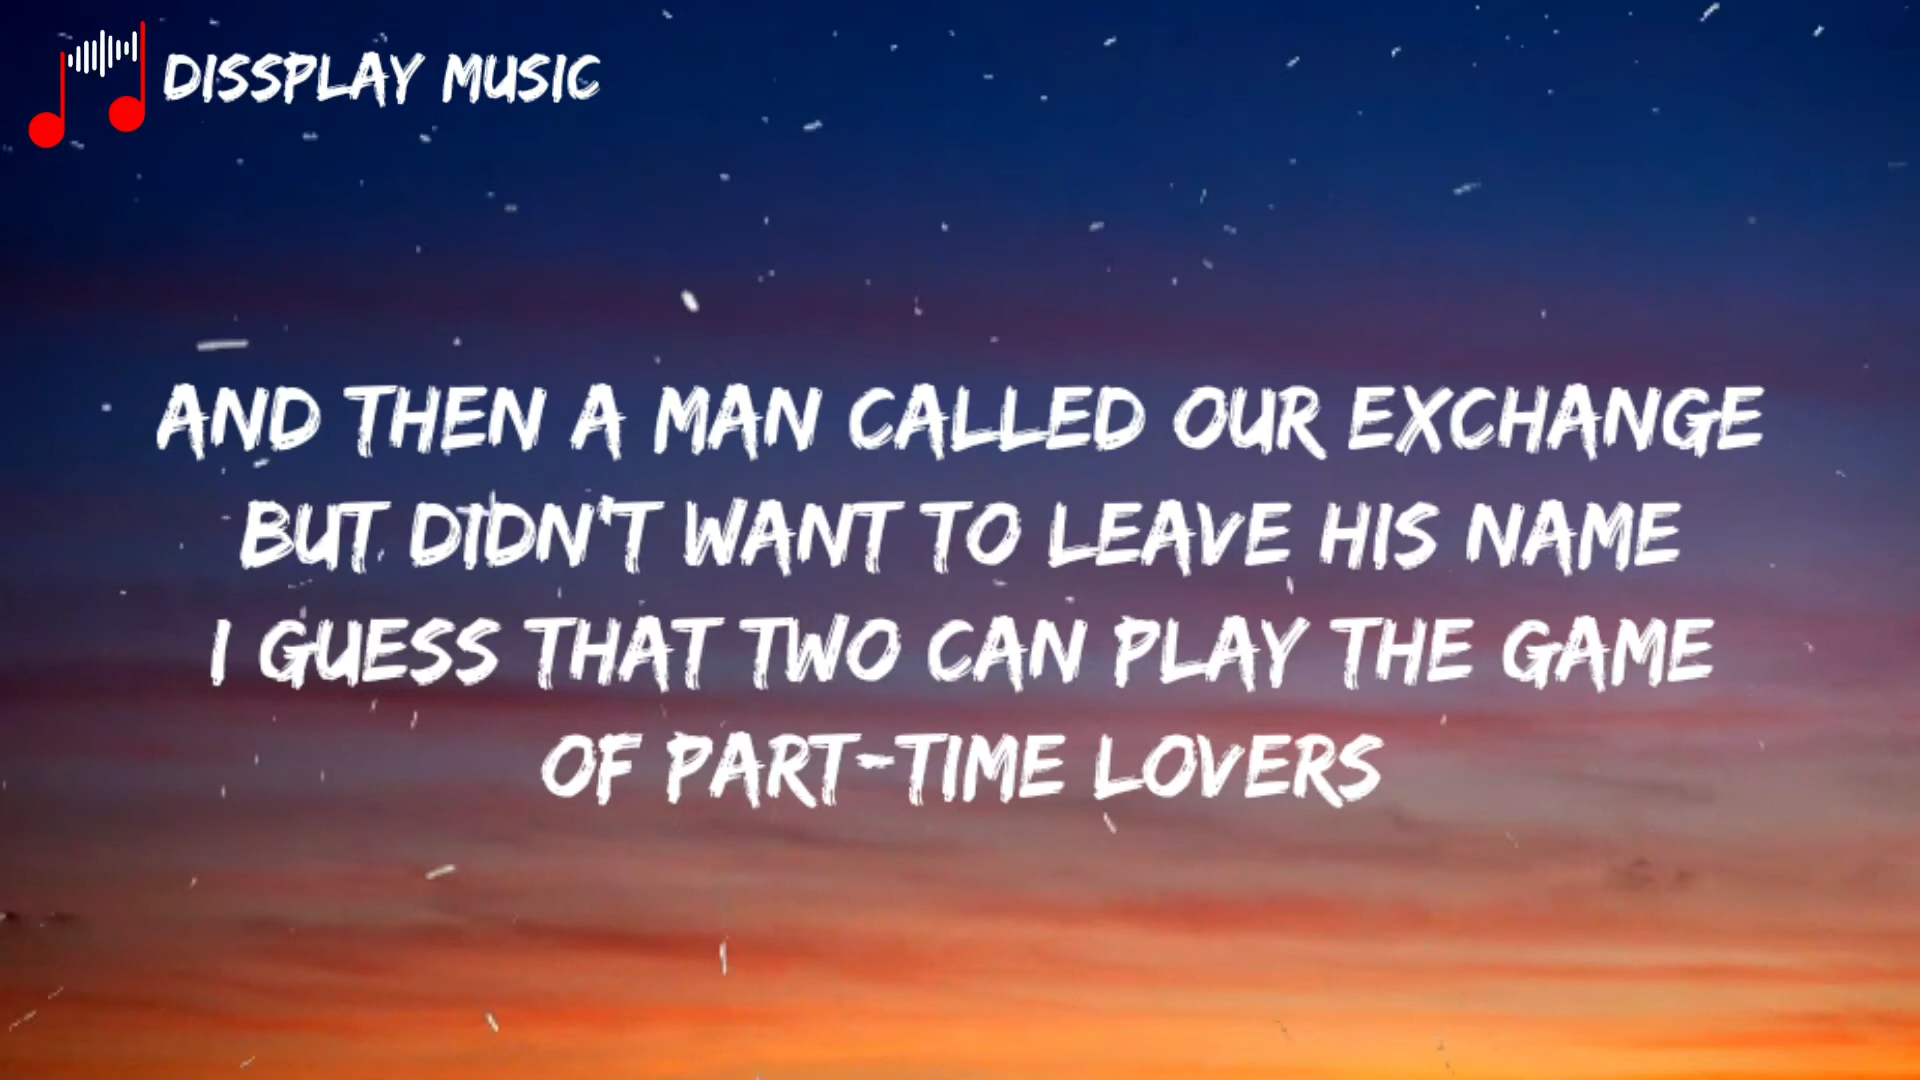 DISSPLAY MUSIC
AND THEN A MAN CALLED OUR EXCHANGE
BUT DIDN'T WANT TO LEAVE HIS NAME
I GUESS THAT TWO CAN PLAY THE GAME
OF PART-TIME LOVERS